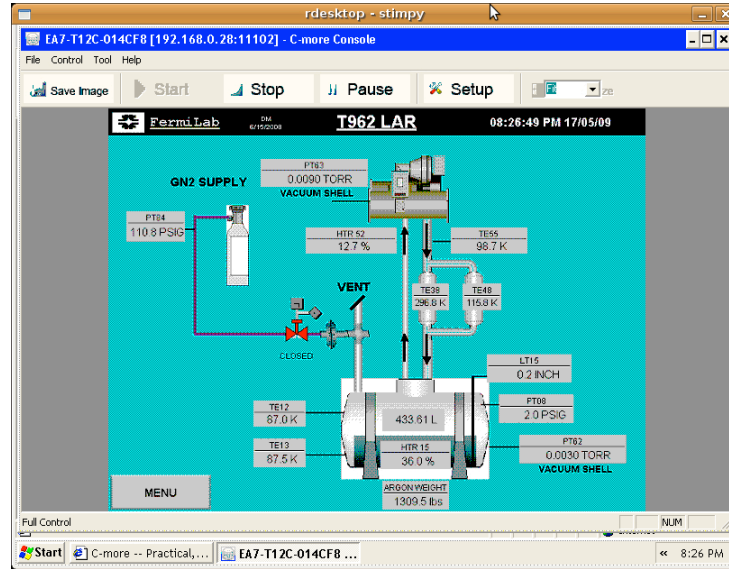 rdesktop - stimpy
EA7-T12C-014CF8 [192.168.0.28:11102] - C-more Console
File Control Tool Help
Save Image Start Stop Pause Setup ze
FermiLab
DM
6/15/2008
T962 LAR
08:26:49 PM 17/05/09
GN2 SUPPLY
PT63
0.0090 TORR
VACUUM SHELL
PT84
110.8 PSIG
HTR 52
12.7 %
TE55
98.7 K
VENT
TE38
296.8 K
TE48
115.8 K
CLOSED
LT15
0.2 INCH
TE12
87.0 K
433.61 L
PT08
2.0 PSIG
TE13
87.5 K
HTR 15
36.0 %
PT62
0.0030 TORR
VACUUM SHELL
MENU
ARGON WEIGHT
1309.5 lbs
Full Control
NUM
Start C-more -- Practical,... EA7-T12C-014CF8 ... « 8:26 PM